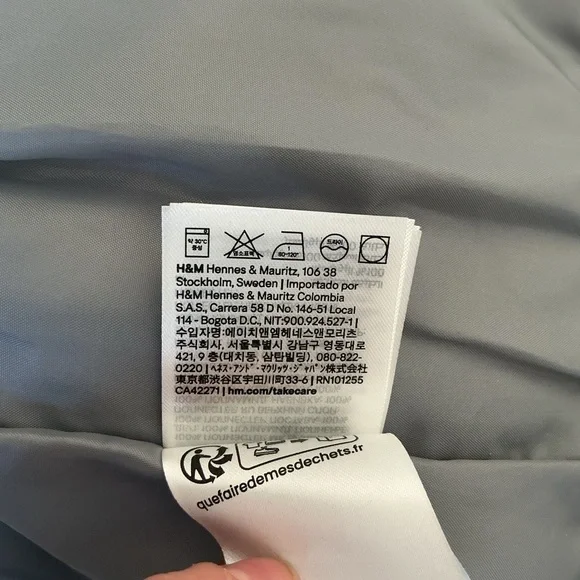 약 30℃
중성
염소표백
1
80-120°
드라이
H&M Hennes & Mauritz, 106 38
Stockholm, Sweden | Importado por
H&M Hennes & Mauritz Colombia
S.A.S., Carrera 58 D No. 146-51 Local
114 - Bogota D.C., NIT:900.924.527-1 |
수입자명:에이치앤엠헤네스앤모리츠
주식회사, 서울특별시 강남구 영동대로
421, 9 층(대치동, 삼탄빌딩), 080-822-
0220 | ヘネス・アンド・マウリッツ・ジャパン株式会社
東京都渋谷区宇田川町33-6 | RN101255
CA42271 | hm.com/takecare
quefairedemesdechets.fr